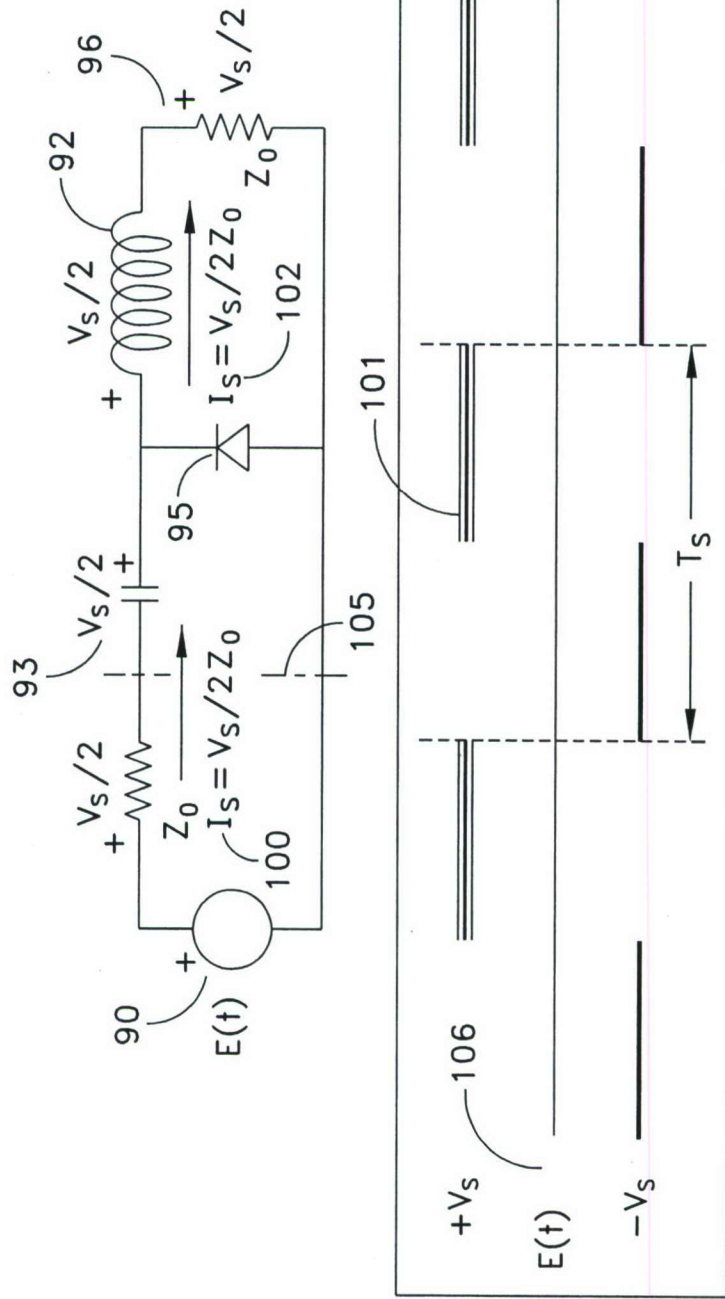 93
92
96
Vs/2
Vs/2
Vs/2
+
+
+
+
Vs/2
90
+
Z0
95
Z0
E(t)
Is=Vs/2Z0
Is=Vs/2Z0
100
105
102
101
106
+Vs
E(t)
-Vs
Ts